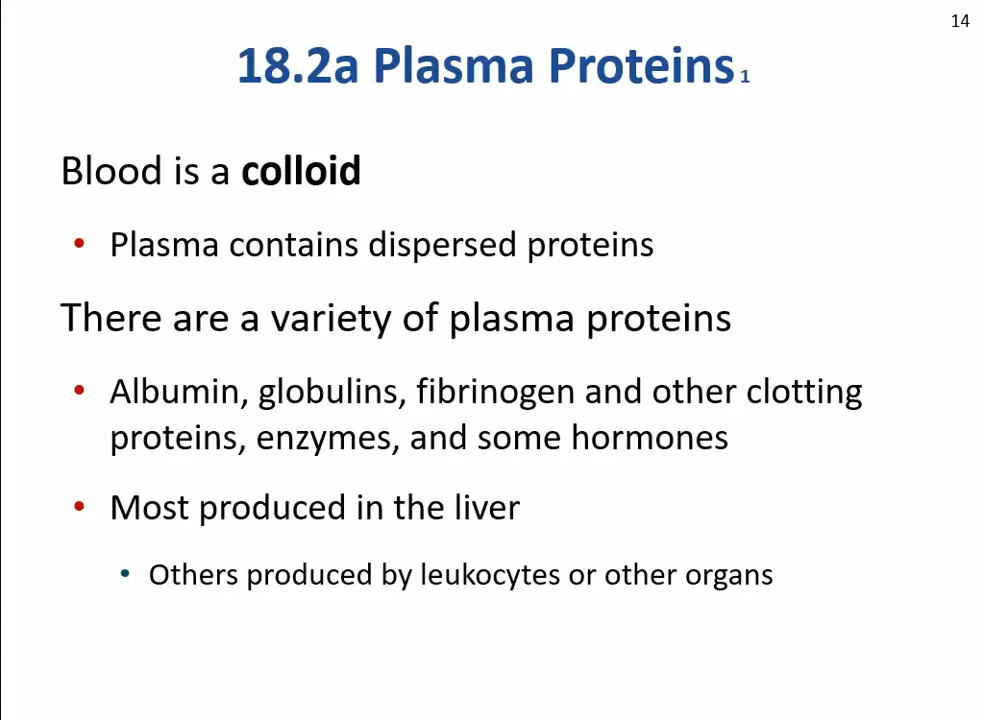 14
18.2a Plasma Proteins 1
Blood is a colloid
• Plasma contains dispersed proteins
There are a variety of plasma proteins
• Albumin, globulins, fibrinogen and other clotting
proteins, enzymes, and some hormones
• Most produced in the liver
• Others produced by leukocytes or other organs